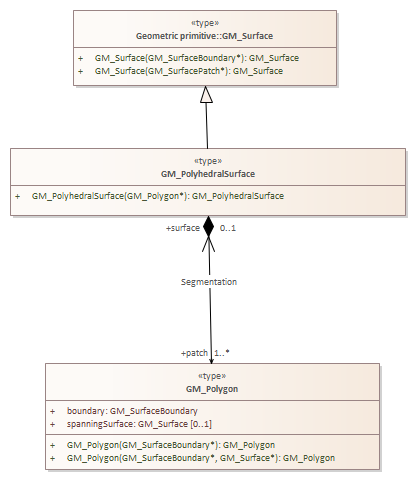 «type»
Geometric primitive::GM_Surface
+ GM_Surface(GM_SurfaceBoundary*): GM_Surface
+ GM_Surface(GM_SurfacePatch*): GM_Surface
«type»
GM_PolyhedralSurface
+ GM_PolyhedralSurface(GM_Polygon*): GM_PolyhedralSurface
+surface 0..1
Segmentation
+patch 1..*
«type»
GM_Polygon
+ boundary: GM_SurfaceBoundary
+ spanningSurface: GM_Surface [0..1]
+ GM_Polygon(GM_SurfaceBoundary*): GM_Polygon
+ GM_Polygon(GM_SurfaceBoundary*, GM_Surface*): GM_Polygon